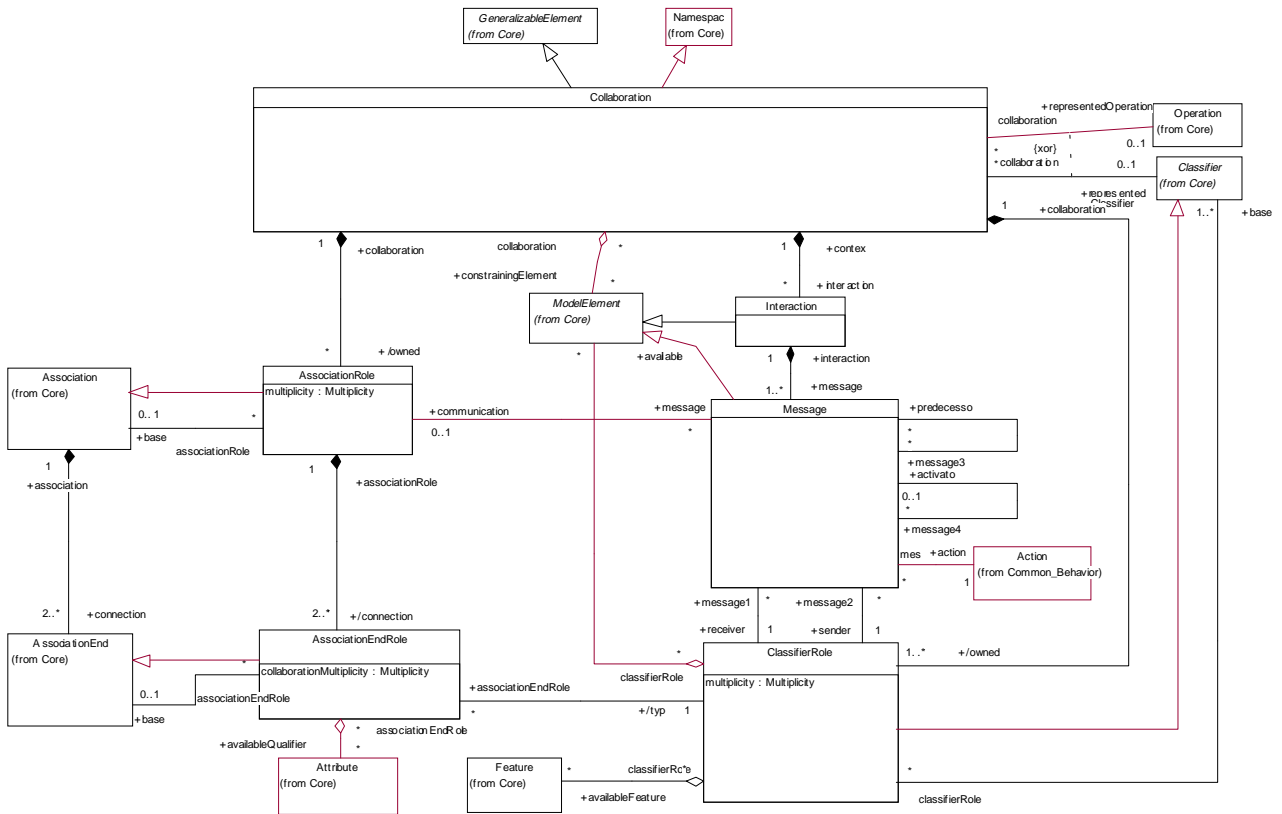 GeneralizableElement
(from Core)
Namespac
(from Core)
Collaboration
+representedOperation
collaboration
Operation
(from Core)
0..1
*
{xor}
*
collaboration
0..1
Classifier
(from Core)
+represented
Classifier
1
+collaboration
1..*
+base
1
+collaboration
collaboration
*
1
+contex
+constrainingElement
*
*
+interaction
ModelElement
(from Core)
Interaction
*
+/owned
*
+available
1
+interaction
1..*
+message
Association
(from Core)
AssociationRole
multiplicity : Multiplicity
0..1
*
+base
associationRole
+communication
0..1
+message
*
Message
+predecesso
*
*
+message3
+activato
0..1
*
+message4
1
+association
1
+associationRole
mes
+action
*
1
Action
(from Common_Behavior)
2..*
+connection
2..*
+/connection
+message1
*
+message2
*
+receiver
1
+sender
1
AssociationEnd
(from Core)
AssociationEndRole
collaborationMultiplicity : Multiplicity
*
0..1
associationEndRole
+base
*
classifierRole
ClassifierRole
multiplicity : Multiplicity
1..*
+/owned
+associationEndRole
*
+/typ
1
*
associationEndRole
+availableQualifier
*
Attribute
(from Core)
Feature
(from Core)
*
classifierRole
*
+availableFeature
*
classifierRole